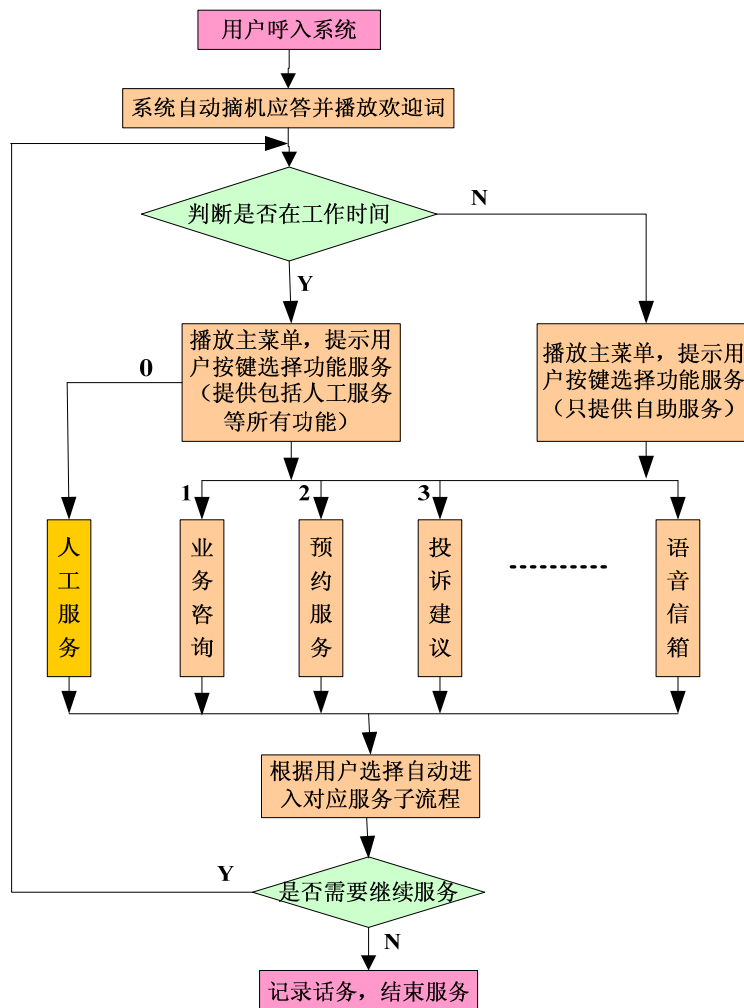 用户呼入系统
系统自动摘机应答并播放欢迎词
判断是否在工作时间
N
Y
播放主菜单，提示用
户按键选择功能服务
（提供包括人工服务
等所有功能）
播放主菜单，提示用
户按键选择功能服务
（只提供自助服务）
0
1
2
3
人工服务
业务咨询
预约服务
投诉建议
语音信箱
根据用户选择自动进
入对应服务子流程
Y
是否需要继续服务
N
记录话务，结束服务